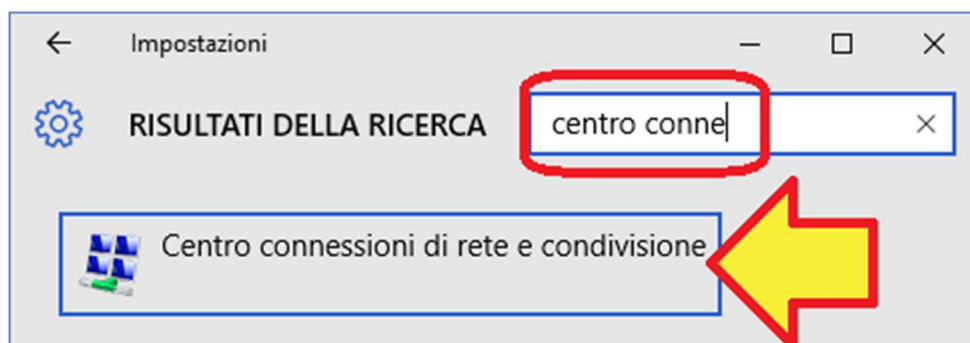 Impostazioni
RISULTATI DELLA RICERCA
centro conne
Centro connessioni di rete e condivisione